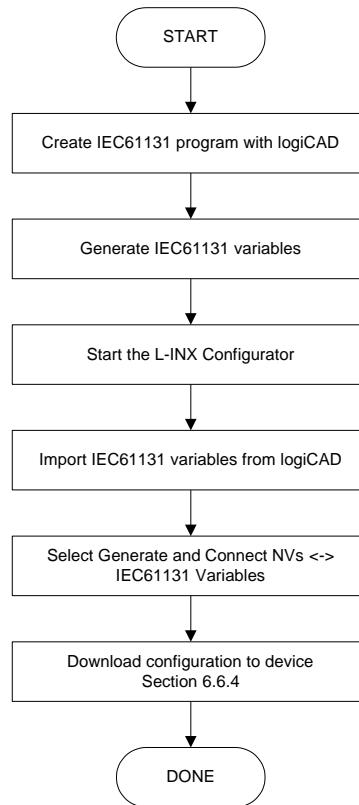 START
Create IEC61131 program with logiCAD
Generate IEC61131 variables
Start the L-INX Configurator
Import IEC61131 variables from logiCAD
Select Generate and Connect NVs <->
IEC61131 Variables
Download configuration to device
Section 6.6.4
DONE